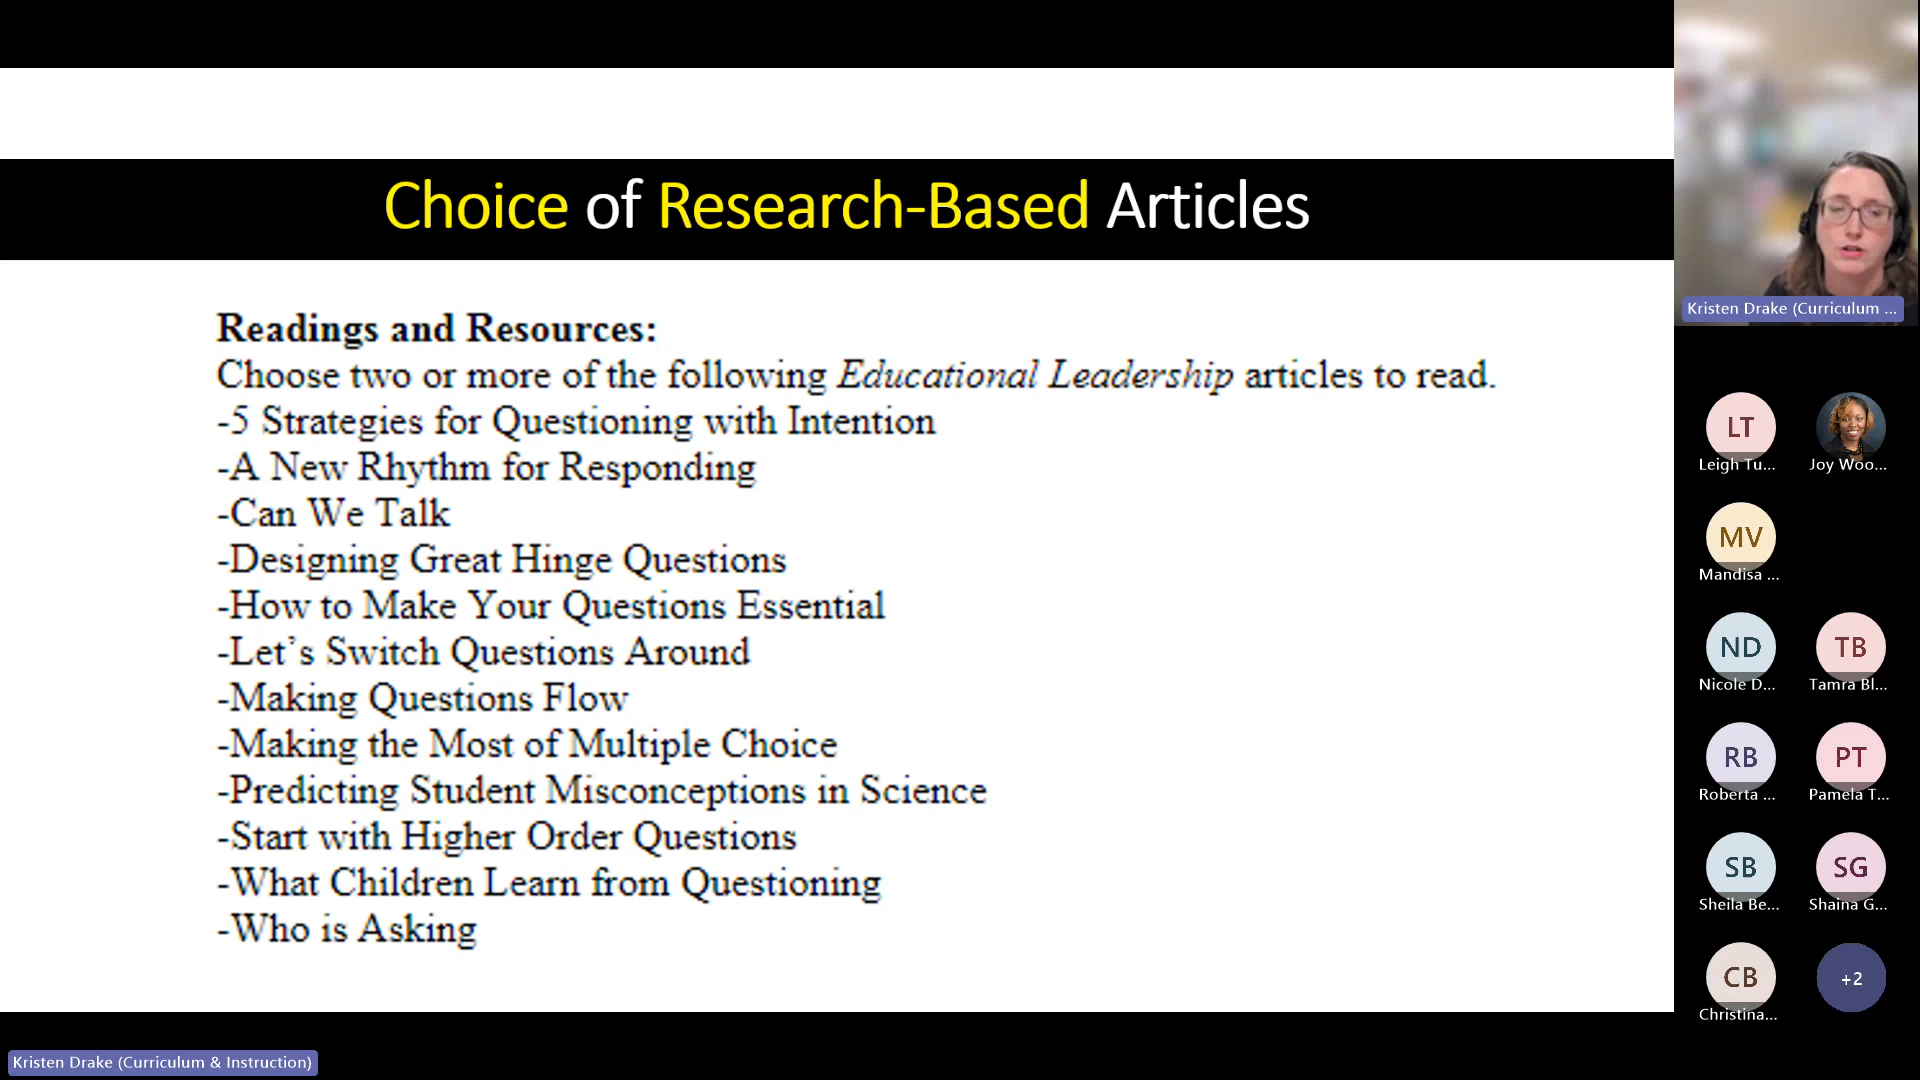 Choice of Research-Based Articles
Readings and Resources:
Choose two or more of the following Educational Leadership articles to read.
-5 Strategies for Questioning with Intention
-A New Rhythm for Responding
-Can We Talk
-Designing Great Hinge Questions
-How to Make Your Questions Essential
-Let’s Switch Questions Around
-Making Questions Flow
-Making the Most of Multiple Choice
-Predicting Student Misconceptions in Science
-Start with Higher Order Questions
-What Children Learn from Questioning
-Who is Asking
Kristen Drake (Curriculum & Instruction)
Kristen Drake (Curriculum ...
LT
Leigh Tu...
Joy Woo...
MV
Mandisa ...
ND
Nicole D...
TB
Tamra Bl...
RB
Roberta ...
PT
Pamela T...
SB
Sheila Be...
SG
Shaina G...
CB
Christina...
+2